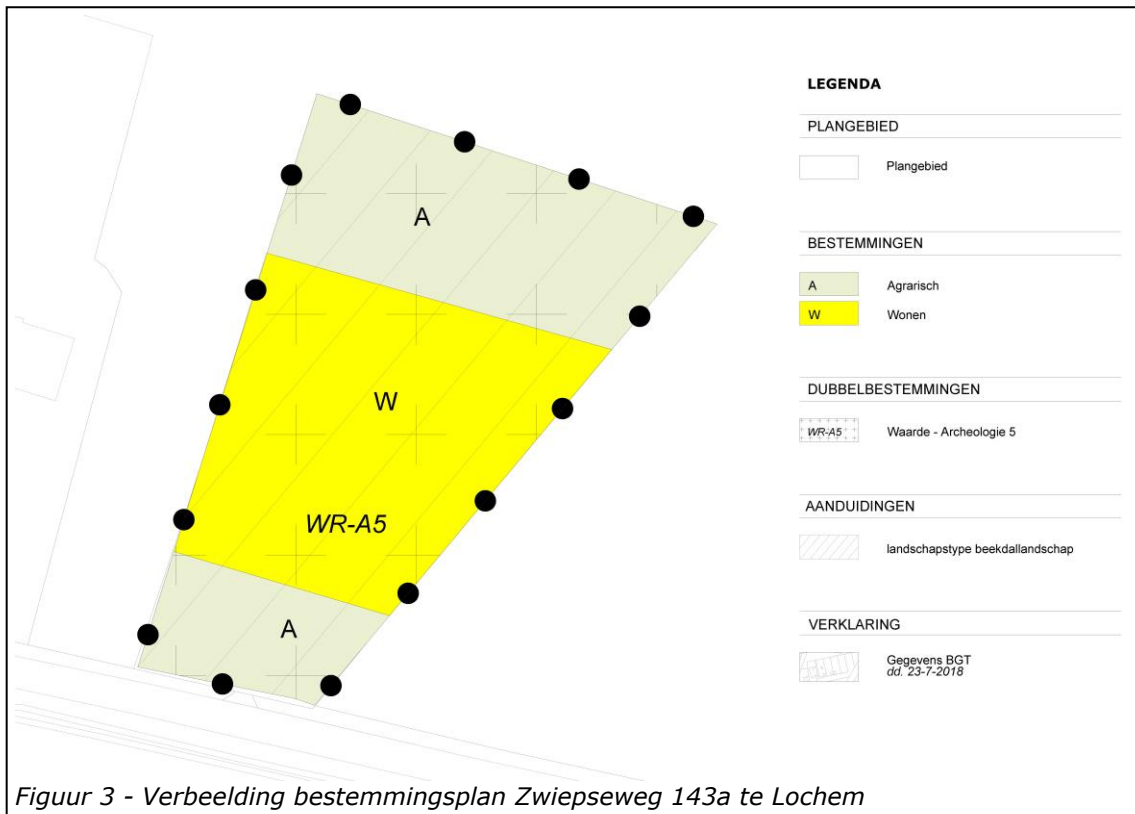 A
W
WR-A5
A
LEGENDA
PLANGEBIED
Plangebied
BESTEMMINGEN
A Agrarisch
W Wonen
DUBBELBESTEMMINGEN
WR-A5 Waarde - Archeologie 5
AANDUIDINGEN
landschapstype beekdallandschap
VERKLARING
Gegevens BGT
dd. 23-7-2018
Figuur 3 - Verbeelding bestemmingsplan Zwiepseweg 143a te Lochem